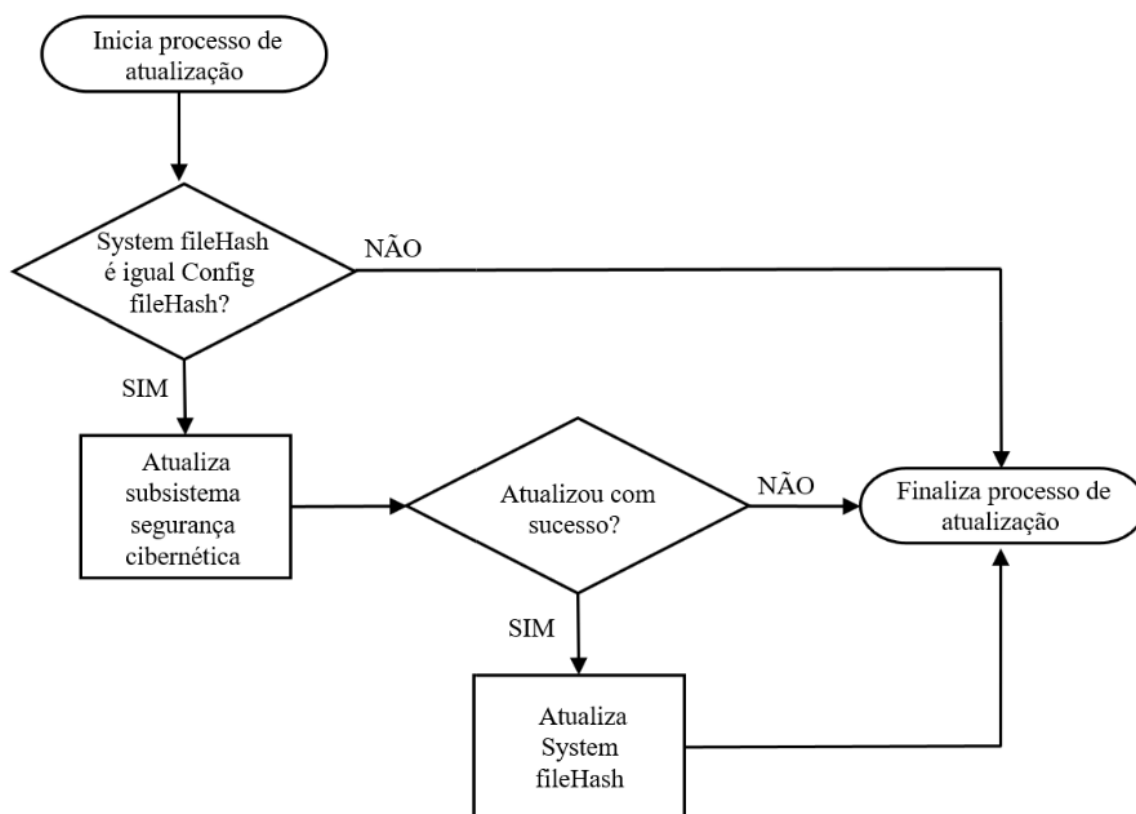 Inicia processo de
atualização
System fileHash
é igual Config
fileHash?
NÃO
SIM
Atualiza
subsistema
segurança
cibernética
Atualizou com
sucesso?
NÃO
Finaliza processo de
atualização
SIM
Atualiza
System
fileHash